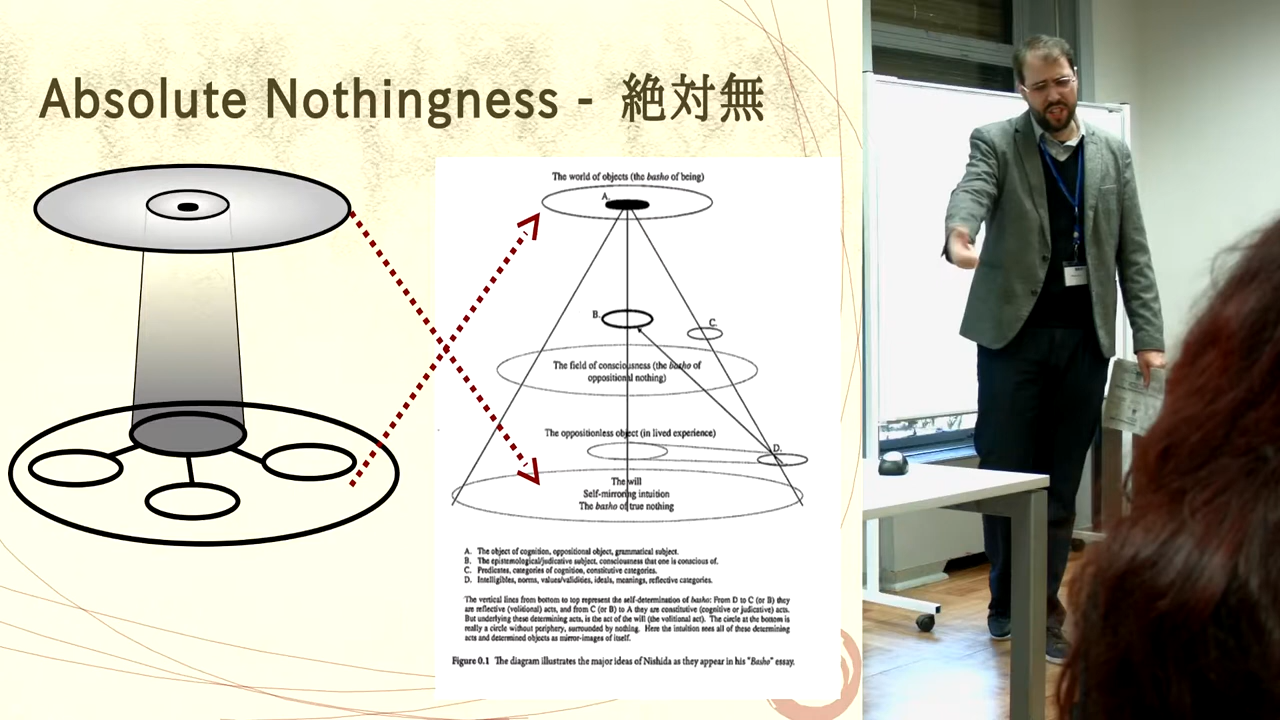 Absolute Nothingness - 絶対無
The world of objects (the basho of being)
A.
B.
C.
The field of consciousness (the basho of
oppositional nothing)
The oppositionless object (in lived experience)
D.
The will
Self-mirroring intuition
The basho of true nothing
A. The object of cognition, oppositional object, grammatical subject.
B. The epistemological/judicative subject, consciousness that one is conscious of.
C. Predicates, categories of cognition, constitutive categories.
D. Intelligibles, norms, values/validities, ideals, meanings, reflective categories.
The vertical lines from bottom to top represent the self-determination of basho: From D to C (or B) they
are reflective (volitional) acts, and from C (or B) to A they are constitutive (cognitive or judicative) acts.
But underlying these determining acts, is the act of the will (the volitional act). The circle at the bottom is
really a circle without periphery, surrounded by nothing. Here the intuition sees all of these determining
acts and determined objects as mirror-images of itself.
Figure 0.1 The diagram illustrates the major ideas of Nishida as they appear in his "Basho" essay.